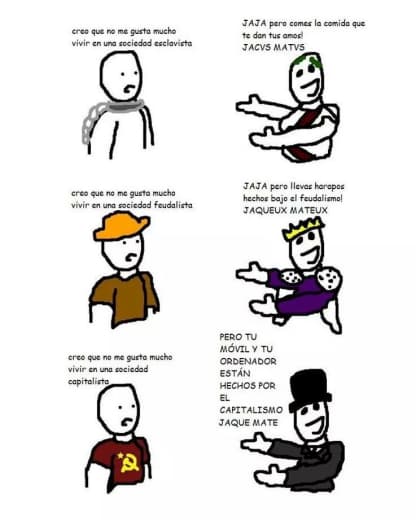 creo que no me gusta mucho
vivir en una sociedad esclavista
JAJA pero comes la comida que
te dan tus amos!
JACVS MATVS
creo que no me gusta mucho
vivir en una sociedad feudalista
JAJA pero llevas harapos
hechos bajo el feudalismo!
JAQUEUX MATEUX
creo que no me gusta mucho
vivir en una sociedad
capitalista
PERO TU
MÓVIL Y TU
ORDENADOR
ESTÁN
HECHOS POR
EL
CAPITALISMO
JAQUE MATE